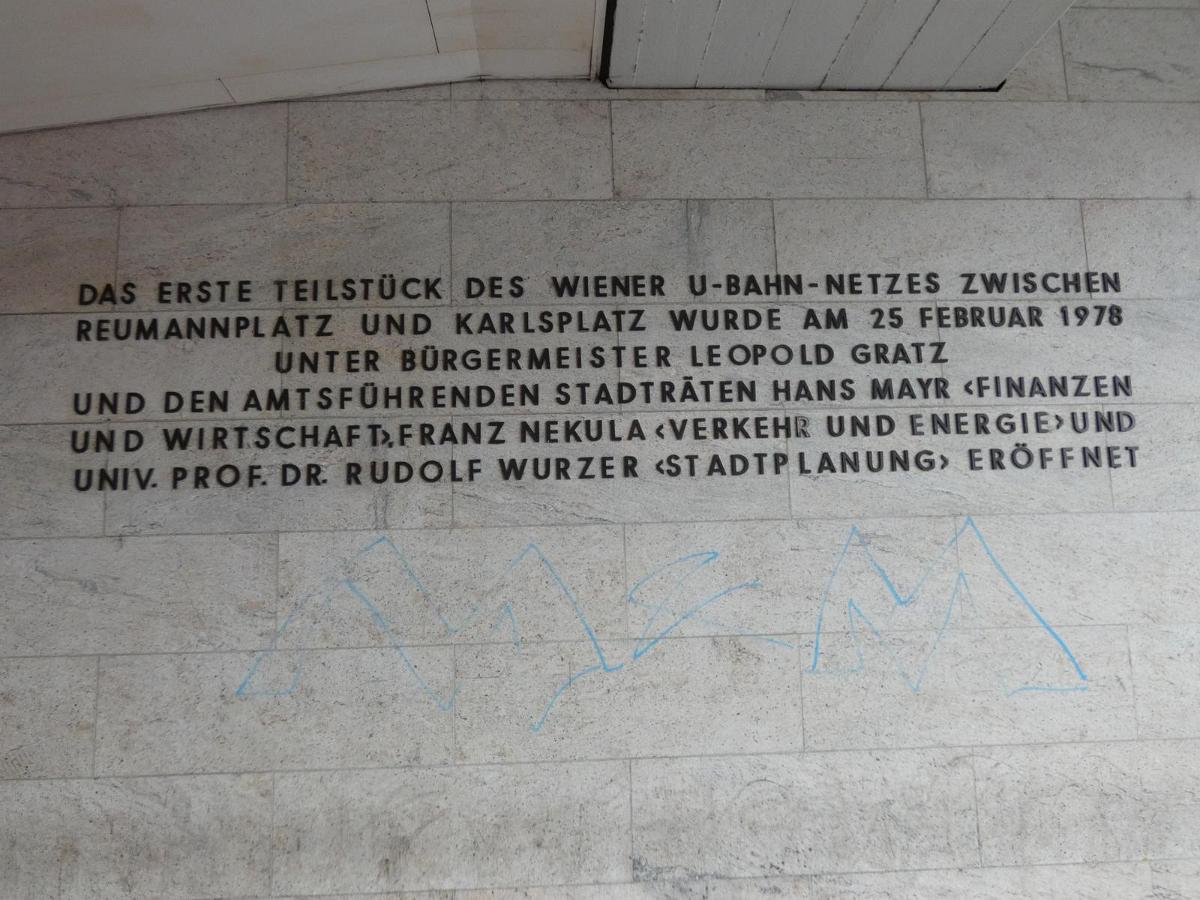 DAS ERSTE TEILSTÜCK DES WIENER U-BAHN-NETZES ZWISCHEN
REUMANNPLATZ UND KARLSPLATZ WURDE AM 25 FEBRUAR 1978
UNTER BÜRGERMEISTER LEOPOLD GRATZ
UND DEN AMTSFÜHRENDEN STADTRÄTEN HANS MAYR ‹FINANZEN
UND WIRTSCHAFT›, FRANZ NEKULA ‹VERKEHR UND ENERGIE› UND
UNIV. PROF. DR. RUDOLF WURZER ‹STADTPLANUNG› ERÖFFNET